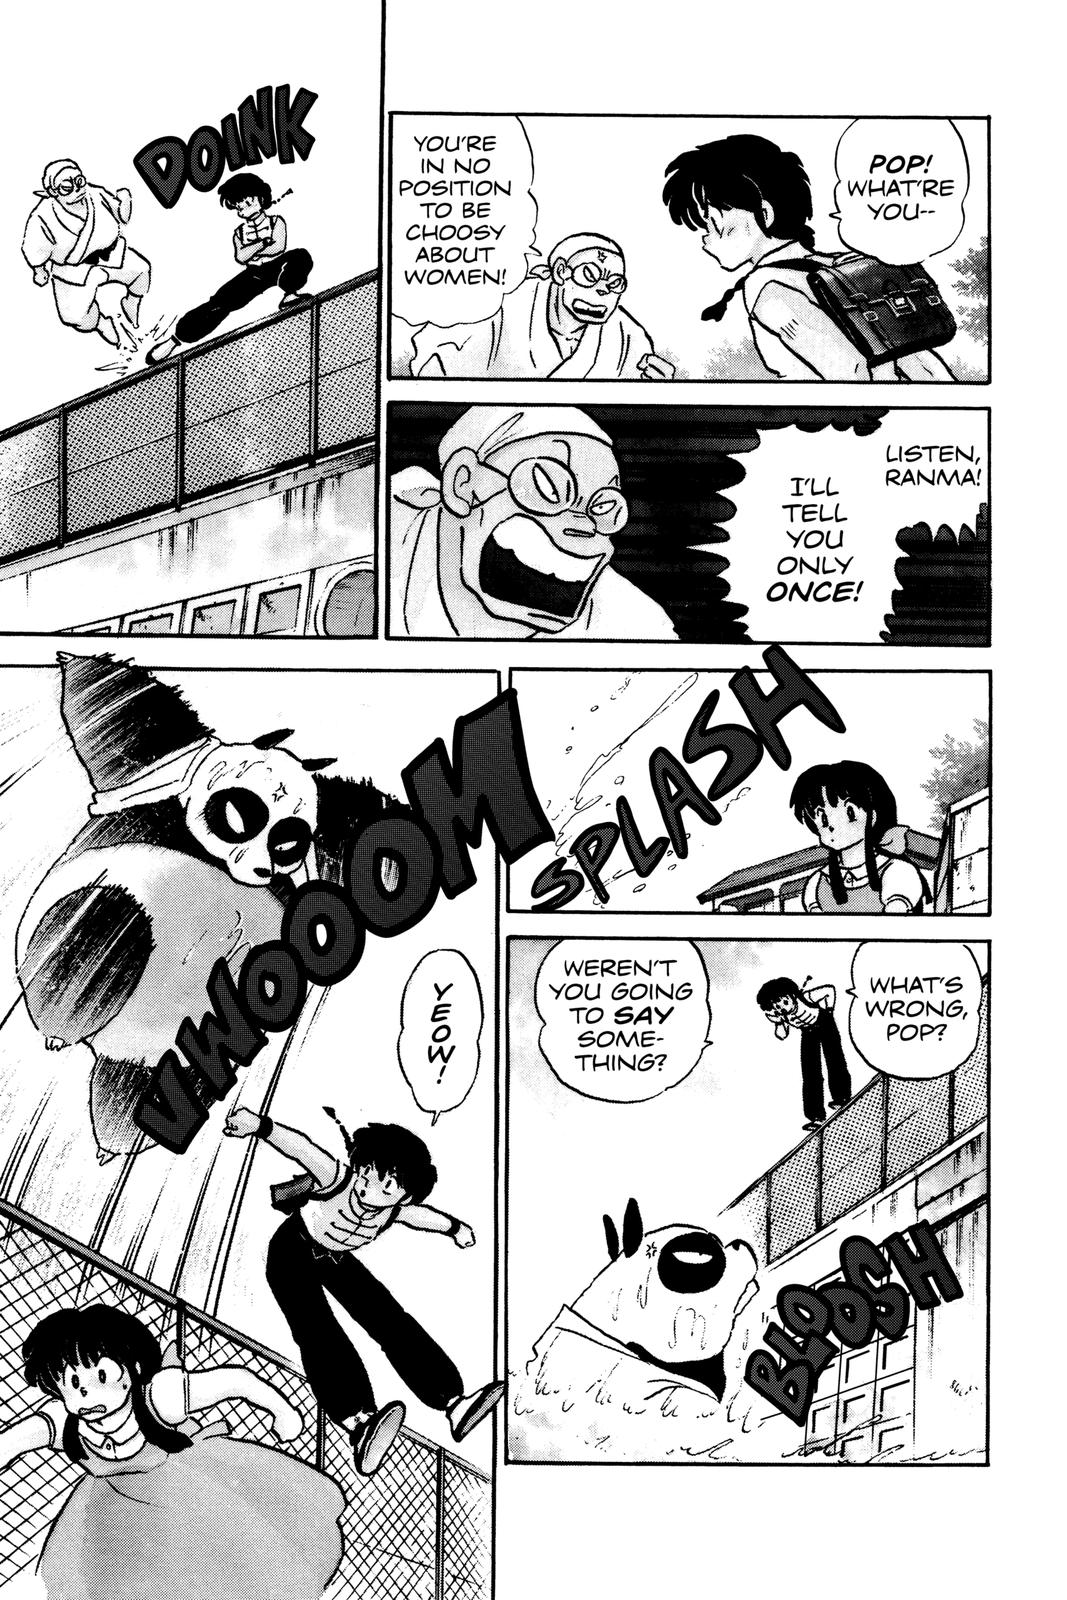 POP!
WHAT'RE
YOU--
YOU'RE
IN NO
POSITION
TO BE
CHOOSY
ABOUT
WOMEN!
LISTEN,
RANMA!
I'LL
TELL
YOU
ONLY
ONCE!
DOINK
SPLASH
WHAT'S
WRONG,
POP?
WEREN'T
YOU GOING
TO SAY
SOME-
THING?
BLOOSH
VWOOOM
YEOW!